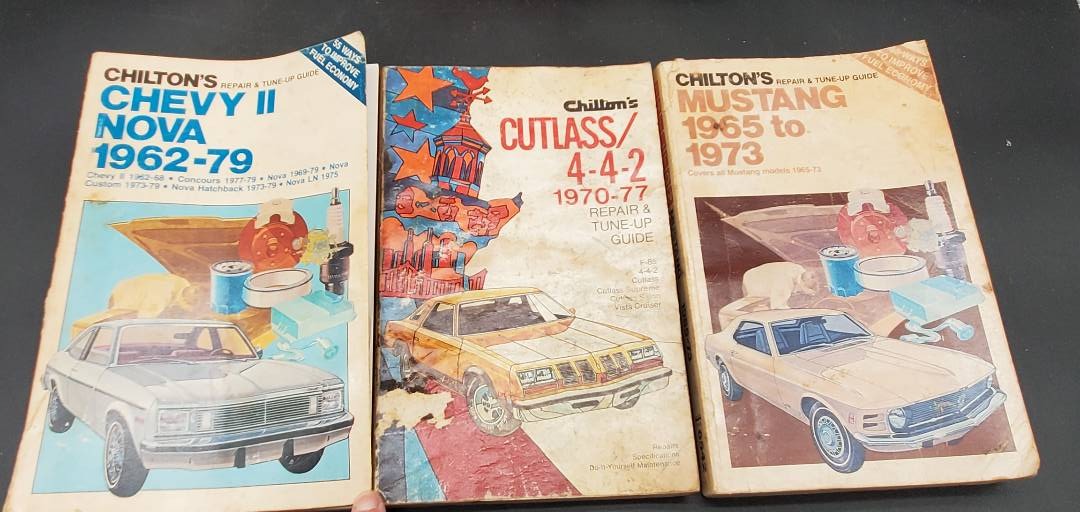 55 WAYS
TO IMPROVE
FUEL ECONOMY
CHILTON'S REPAIR & TUNE-UP GUIDE
CHEVY II
NOVA
1962-79
Chevy II 1962-68 • Concours 1977-79 • Nova 1969-79 • Nova
Custom 1973-79 • Nova Hatchback 1973-79 • Nova LN 1975
Chilton's
CUTLASS/
4-4-2
1970-77
REPAIR &
TUNE-UP
GUIDE
F-85
4-4-2
Cutlass
Cutlass Supreme
Cutlass Salon
Vista Cruiser
Repairs
Specifications
Do-It-Yourself Maintenance
WAYS
TO IMPROVE
FUEL ECONOMY
CHILTON'S REPAIR & TUNE-UP GUIDE
MUSTANG
1965 to
1973
Covers all Mustang models 1965-73